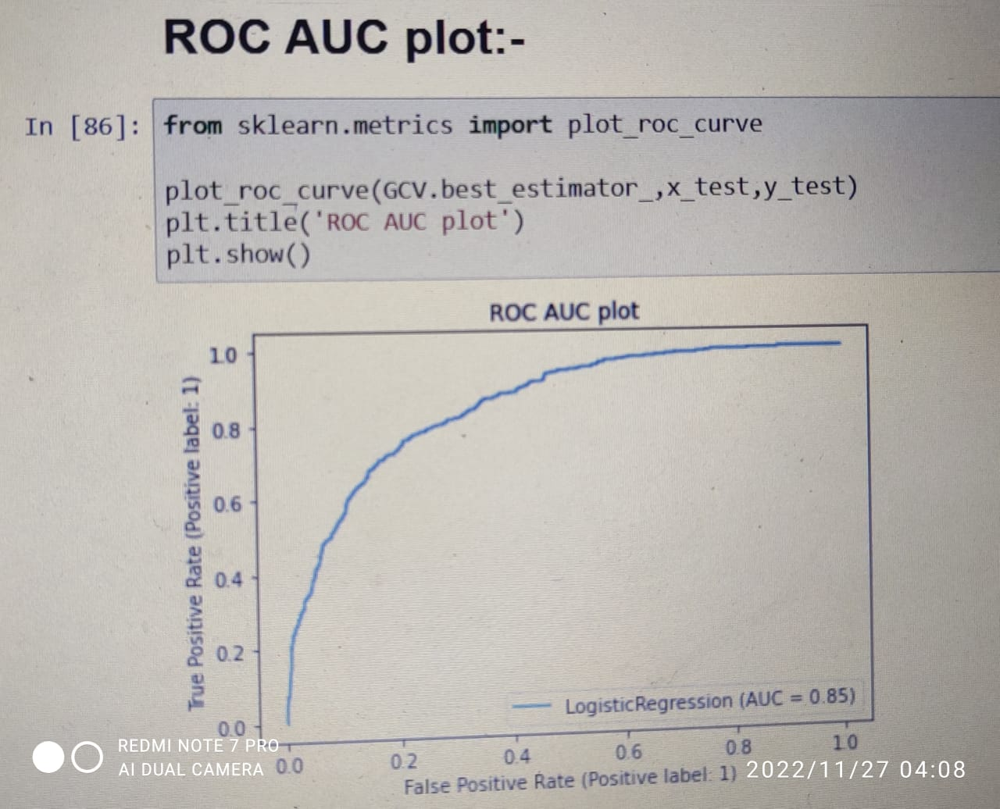 ROC AUC plot:-
In [86]:
from sklearn.metrics import plot_roc_curve
plot_roc_curve(GCV.best_estimator_,x_test,y_test)
plt.title('ROC AUC plot')
plt.show()
ROC AUC plot
True Positive Rate (Positive label: 1)
1.0
0.8
0.6
0.4
0.2
0.0
LogisticRegression (AUC = 0.85)
0.0 0.2 0.4 0.6 0.8 1.0
False Positive Rate (Positive label: 1)
REDMI NOTE 7 PRO
AI DUAL CAMERA
2022/11/27 04:08